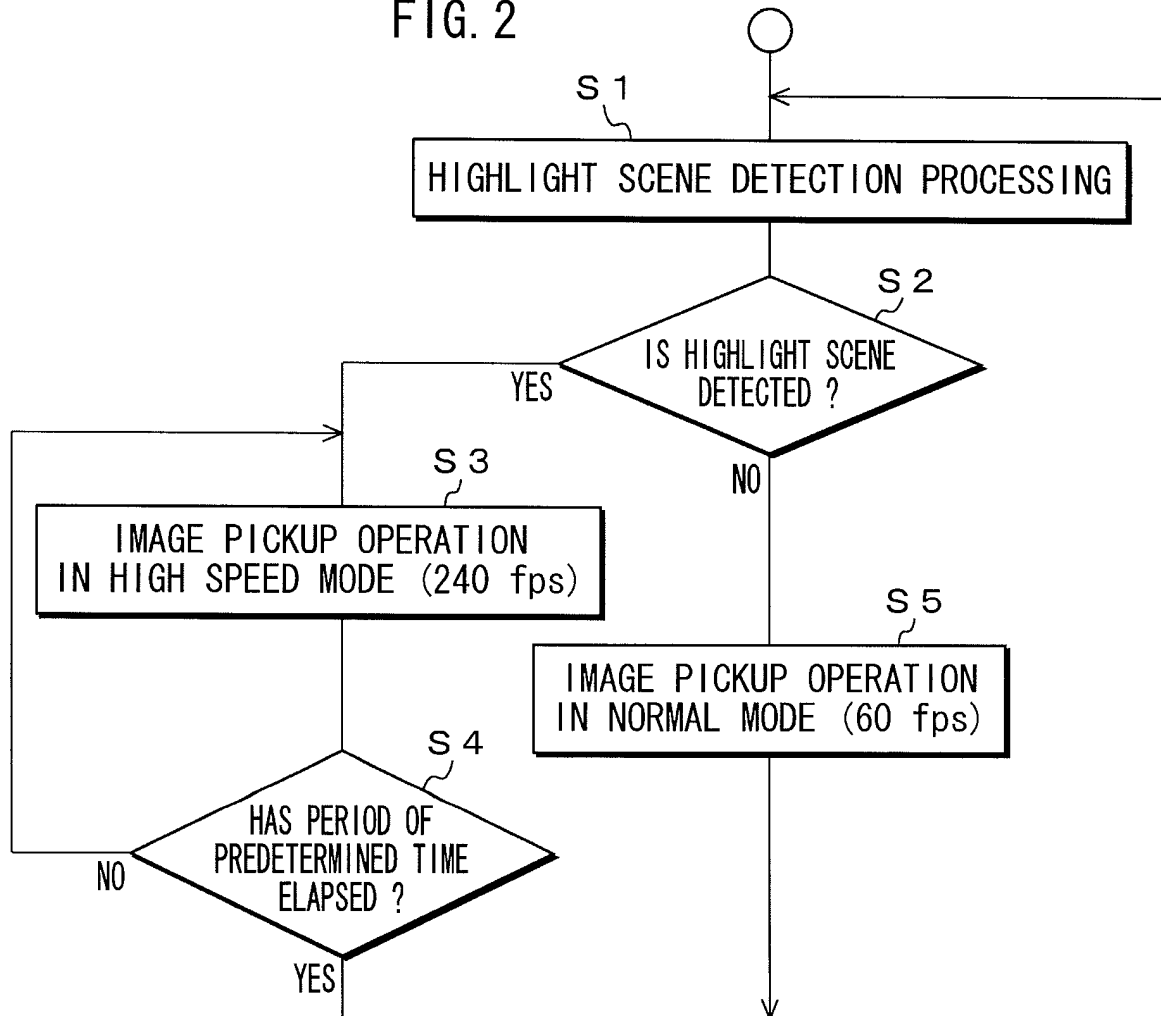 FIG. 2
S1
HIGHLIGHT SCENE DETECTION PROCESSING
S2
IS HIGHLIGHT SCENE
DETECTED ?
YES
NO
S3
IMAGE PICKUP OPERATION
IN HIGH SPEED MODE (240 fps)
S5
IMAGE PICKUP OPERATION
IN NORMAL MODE (60 fps)
S4
HAS PERIOD OF
PREDETERMINED TIME
ELAPSED ?
NO
YES